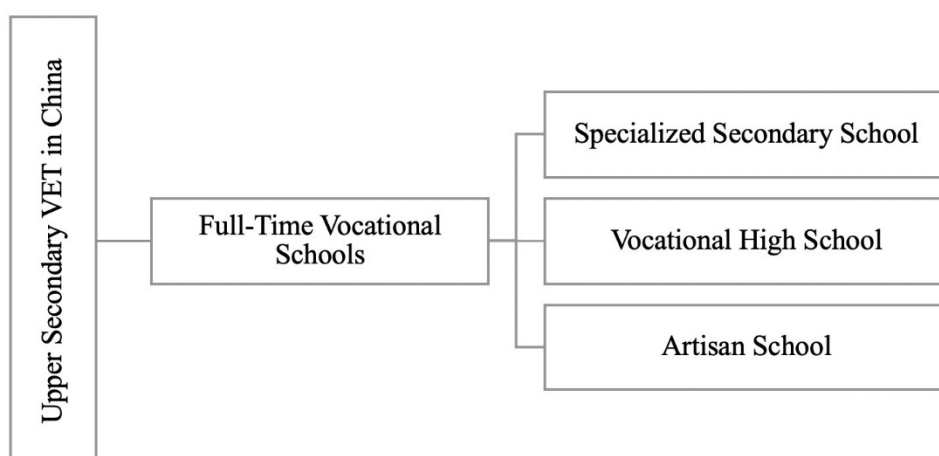 Upper Secondary VET in China
Full-Time Vocational
Schools
Specialized Secondary School
Vocational High School
Artisan School